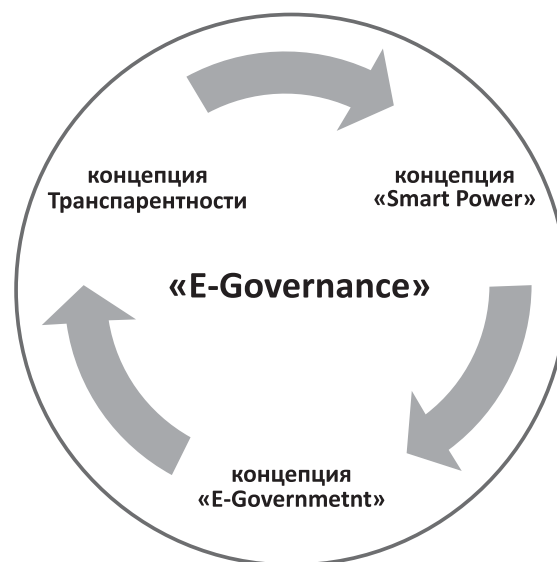 концепция
Транспарентности
концепция
«Smart Power»
«E-Governance»
концепция
«E-Governmetnt»